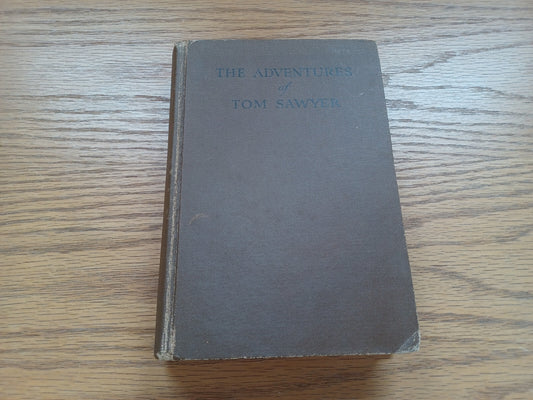 THE ADVENTURES
of
TOM SAWYER